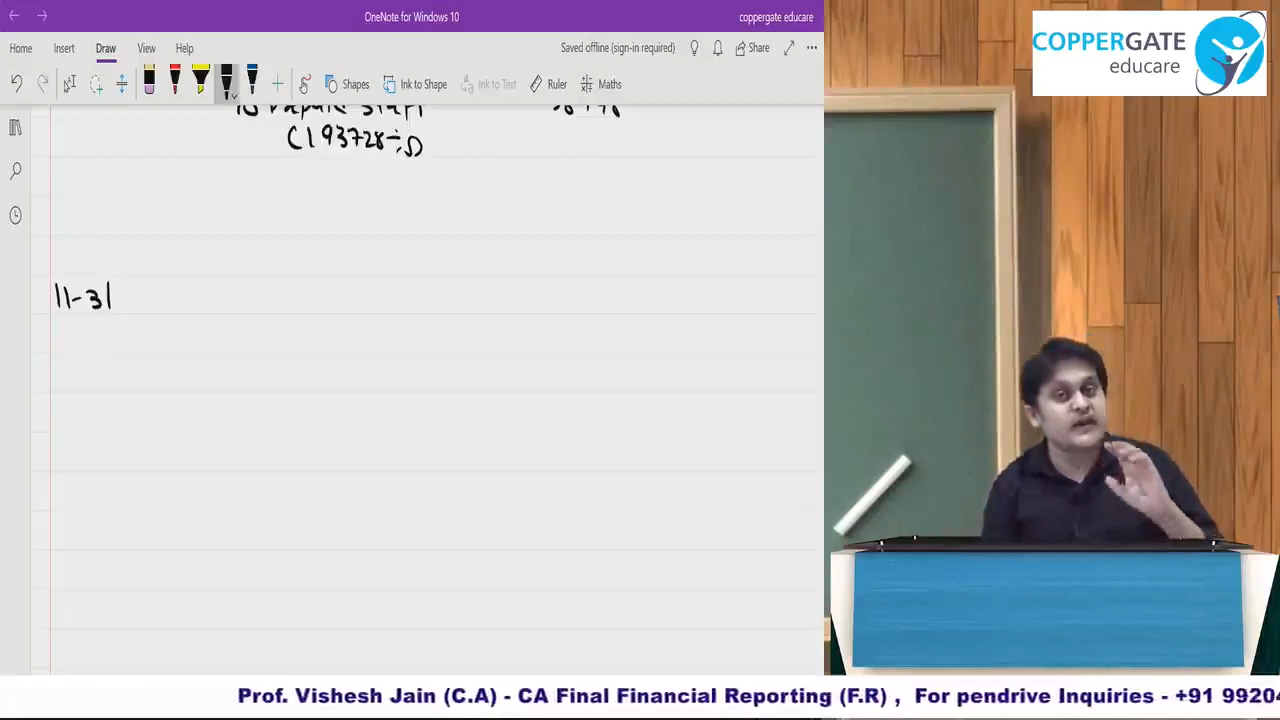 OneNote for Windows 10
coppergate educare
Home Insert Draw View Help
Saved offline (sign-in required)
Share
Shapes
Ink to Shape
Ink to Text
Ruler
Maths
(193728÷5)
11-31
COPPERGATE
educare
Prof. Vishesh Jain (C.A) - CA Final Financial Reporting (F.R) , For pendrive Inquiries - +91 9920